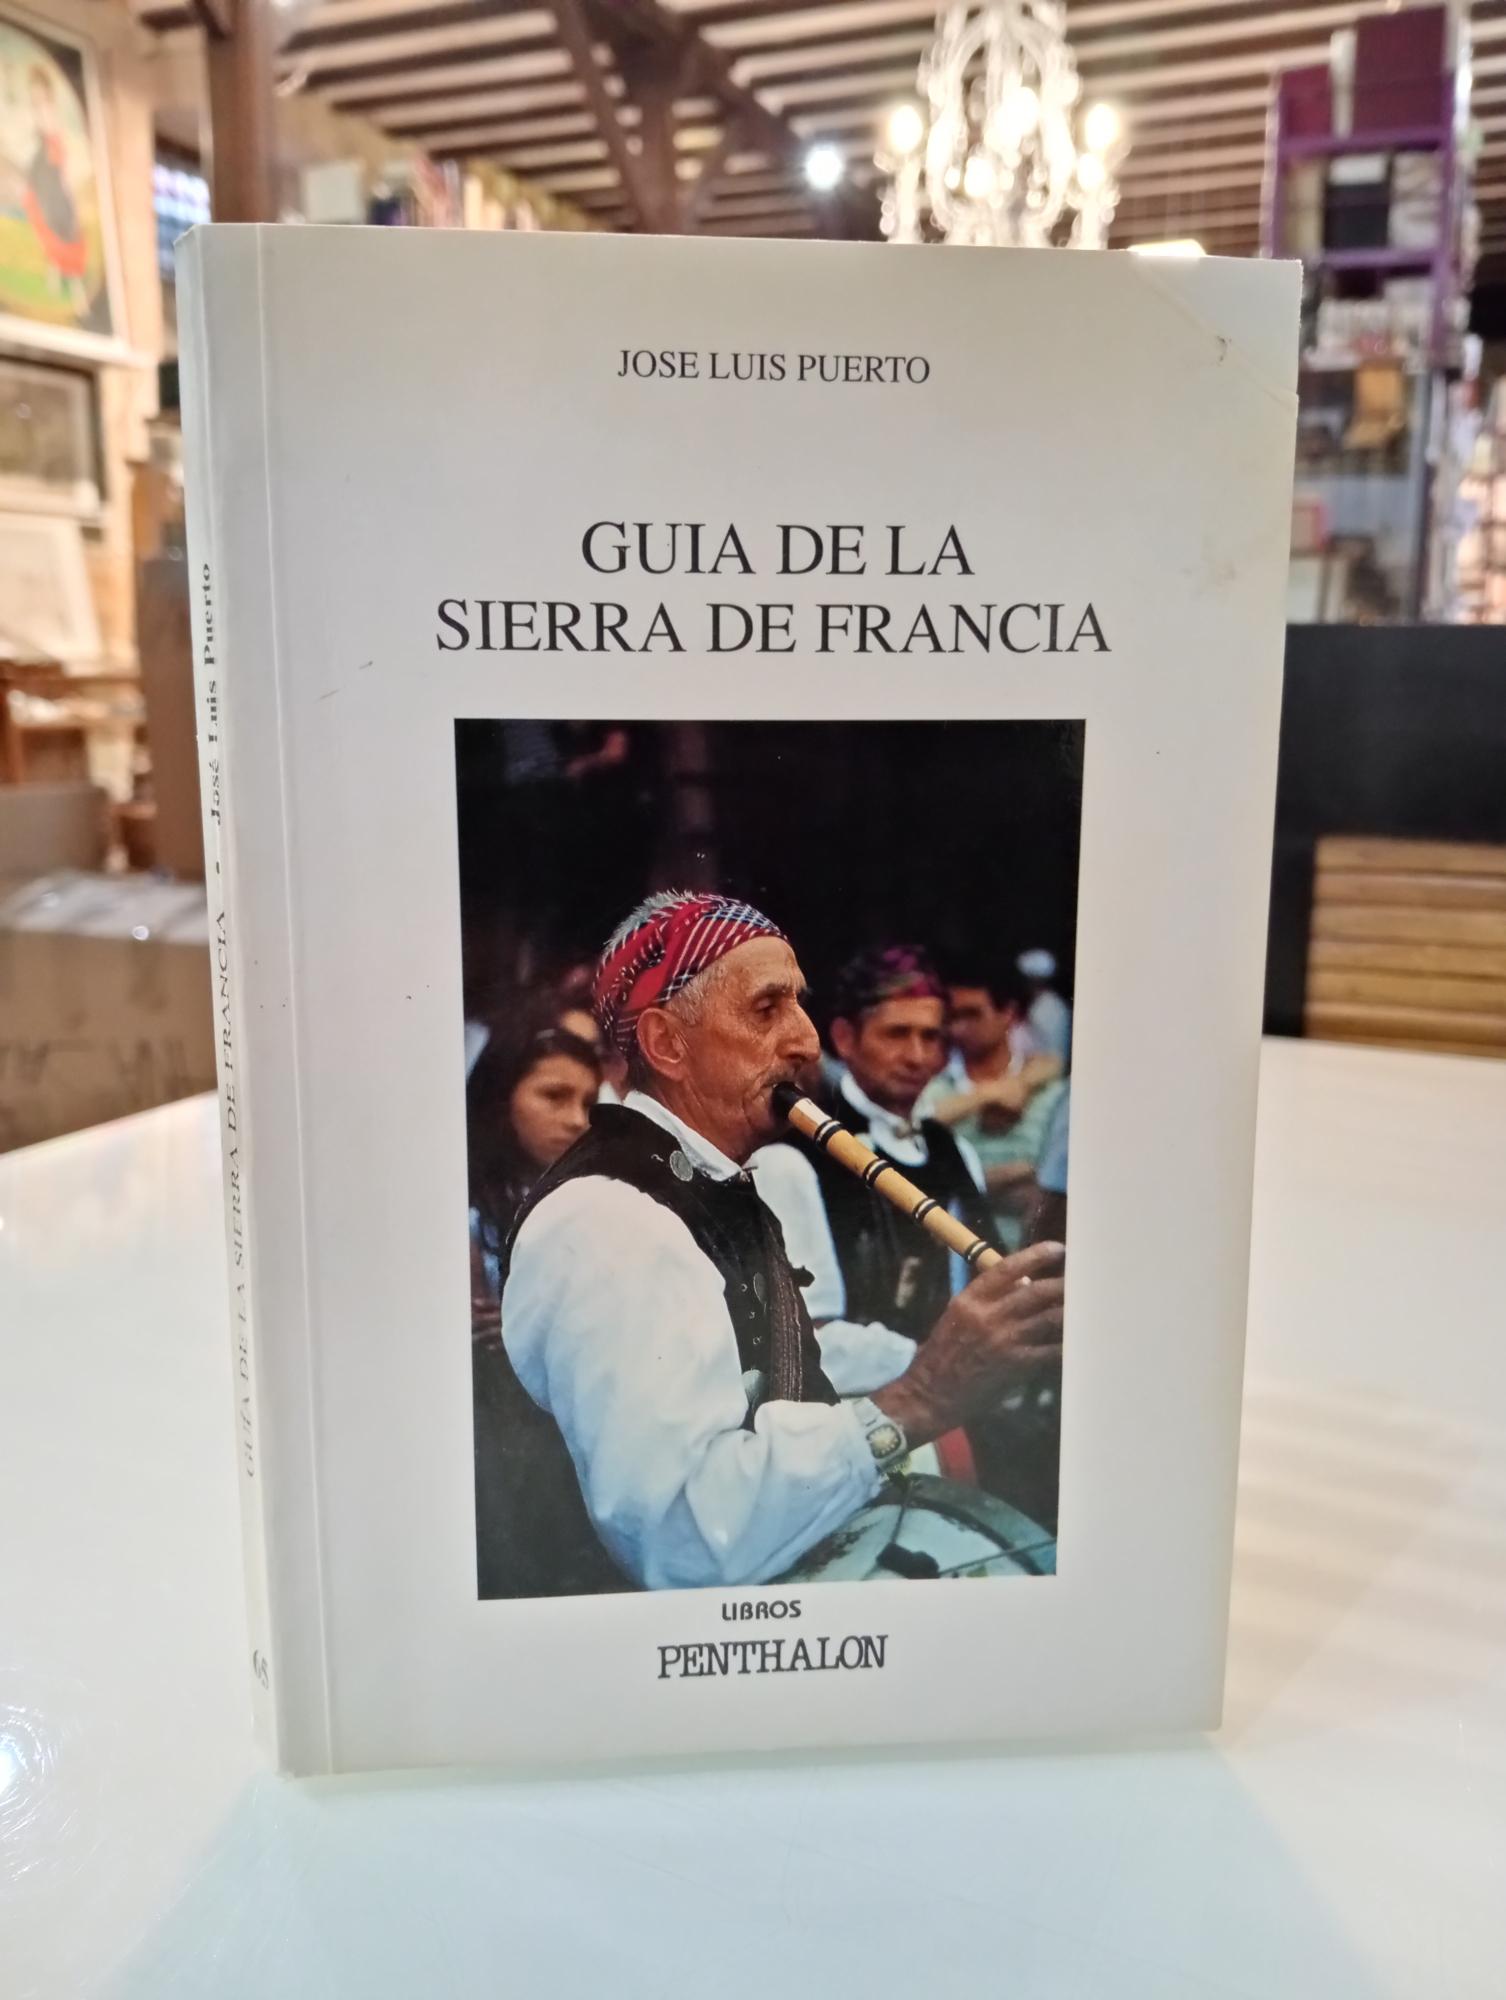 JOSE LUIS PUERTO
GUIA DE LA
SIERRA DE FRANCIA
LIBROS
PENTHALON
GUÍA DE LA SIERRA DE FRANCIA • José Luis Puerto
65